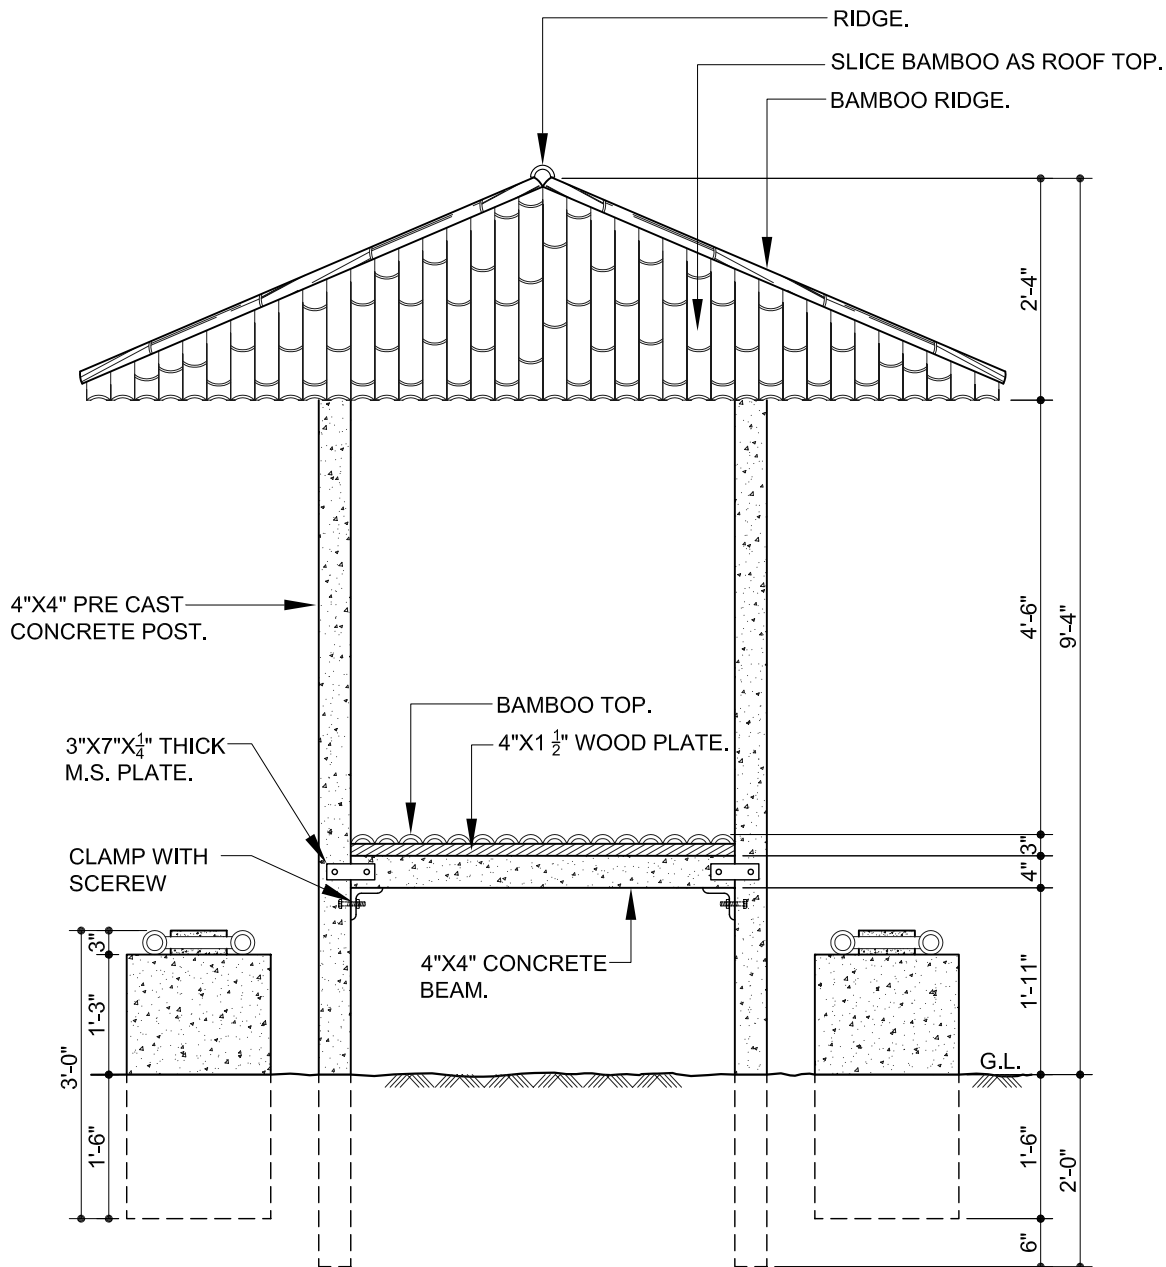 RIDGE.
SLICE BAMBOO AS ROOF TOP.
BAMBOO RIDGE.
2'-4"
4'-6"
9'-4"
4"X4" PRE CAST
CONCRETE POST.
BAMBOO TOP.
4"X1 1/2" WOOD PLATE.
3"X7"X1/4" THICK
M.S. PLATE.
3"
4"
CLAMP WITH
SCEREW
4"X4" CONCRETE
BEAM.
1'-11"
3"
1'-3"
3'-0"
1'-6"
G.L.
1'-6"
2'-0"
6"